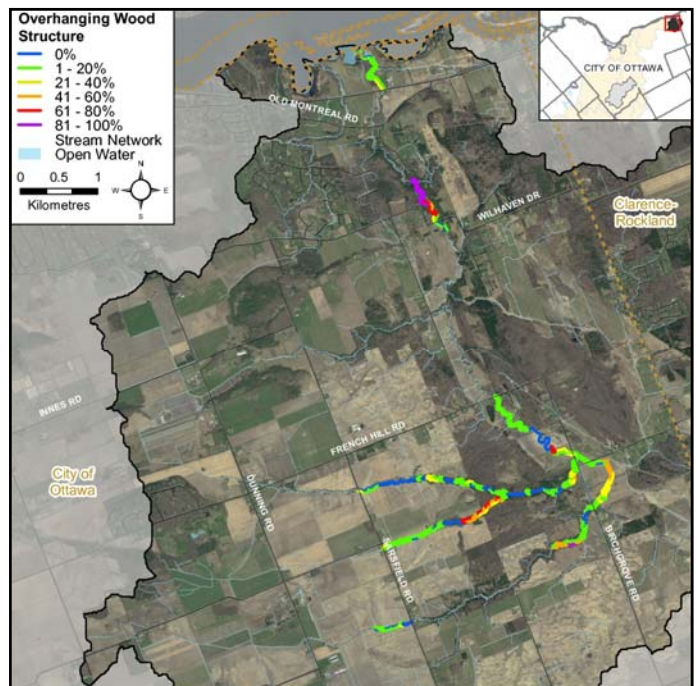 Overhanging Wood
Structure
0%
1 - 20%
21 - 40%
41 - 60%
61 - 80%
81 - 100%
Stream Network
Open Water
0 0.5 1
Kilometres
N
W E
S
CITY OF OTTAWA
OLD MONTREAL RD
WILHAVEN DR
Clarence-
Rockland
INNES RD
FRENCH HILL RD
City of
Ottawa
DUNNING RD
BIRCHGROVE RD